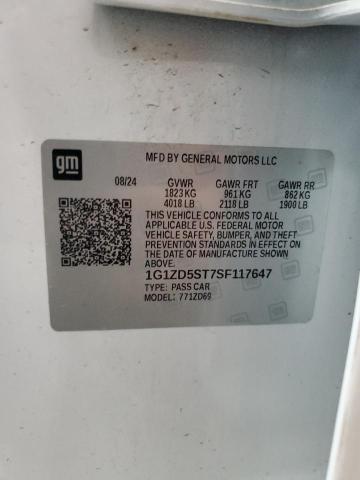 gm
MFD BY GENERAL MOTORS LLC
08/24 GVWR GAWR FRT GAWR RR
1823 KG 961 KG 862 KG
4018 LB 2118 LB 1900 LB
THIS VEHICLE CONFORMS TO ALL
APPLICABLE U.S. FEDERAL MOTOR
VEHICLE SAFETY, BUMPER, AND THEFT
PREVENTION STANDARDS IN EFFECT ON
THE DATE OF MANUFACTURE SHOWN
ABOVE.
1G1ZD5ST7SF117647
TYPE: PASS CAR
MODEL: 771ZD69